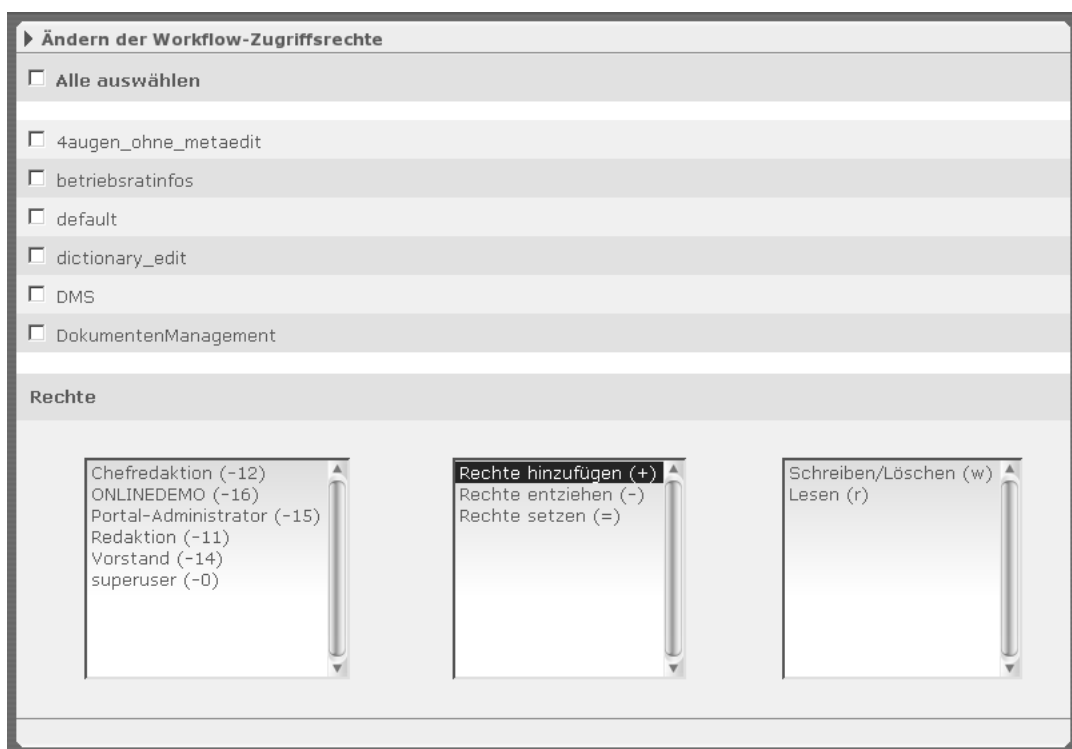 Ändern der Workflow-Zugriffsrechte
Alle auswählen
4augen_ohne_metaedit
betriebsratinfos
default
dictionary_edit
DMS
DokumentenManagement
Rechte
Chefredaktion (-12)
ONLINEDEMO (-16)
Portal-Administrator (-15)
Redaktion (-11)
Vorstand (-14)
superuser (-0)
Rechte hinzufügen (+)
Rechte entziehen (-)
Rechte setzen (=)
Schreiben/Löschen (w)
Lesen (r)